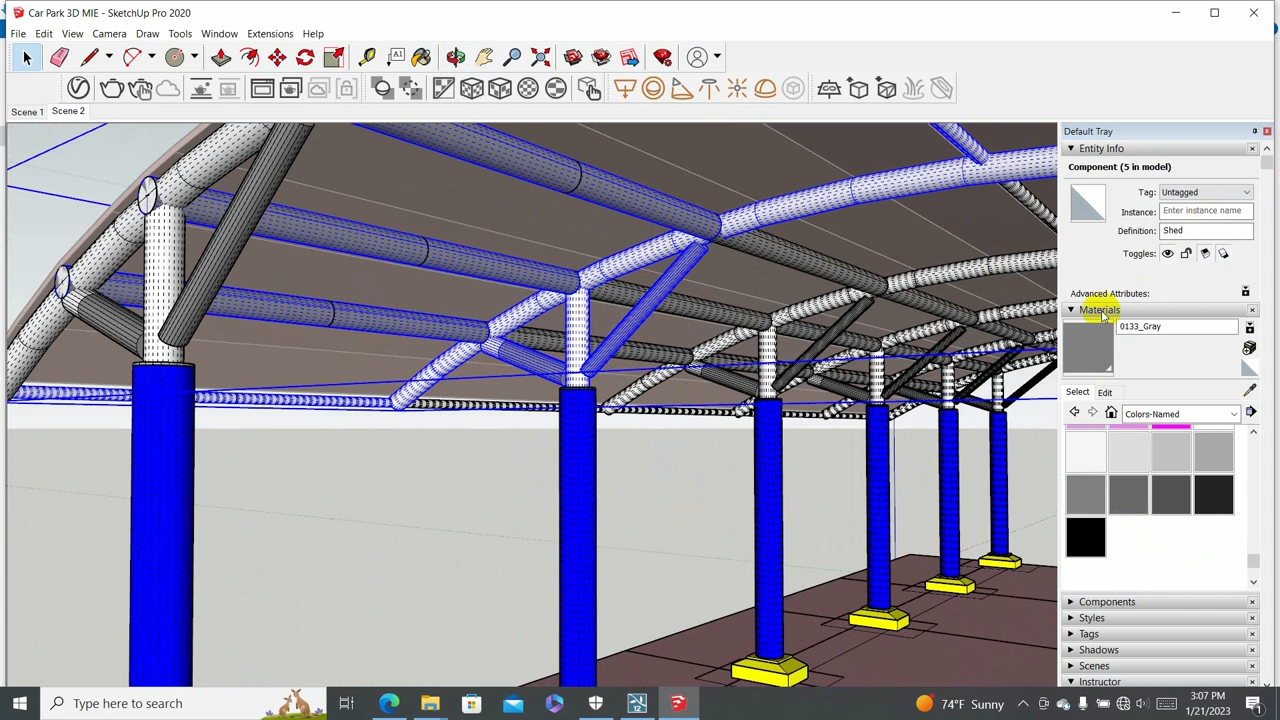 Car Park 3D MIE - SketchUp Pro 2020
File Edit View Camera Draw Tools Window Extensions Help
A1
Scene 1 Scene 2
Default Tray
Entity Info
Component (5 in model)
Tag: Untagged
Instance: Enter instance name
Definition: Shed
Toggles:
Advanced Attributes:
Materials
0133_Gray
Select Edit
Colors-Named
Components
Styles
Tags
Shadows
Scenes
Instructor
Type here to search
12
74°F Sunny
3:07 PM
1/21/2023
1